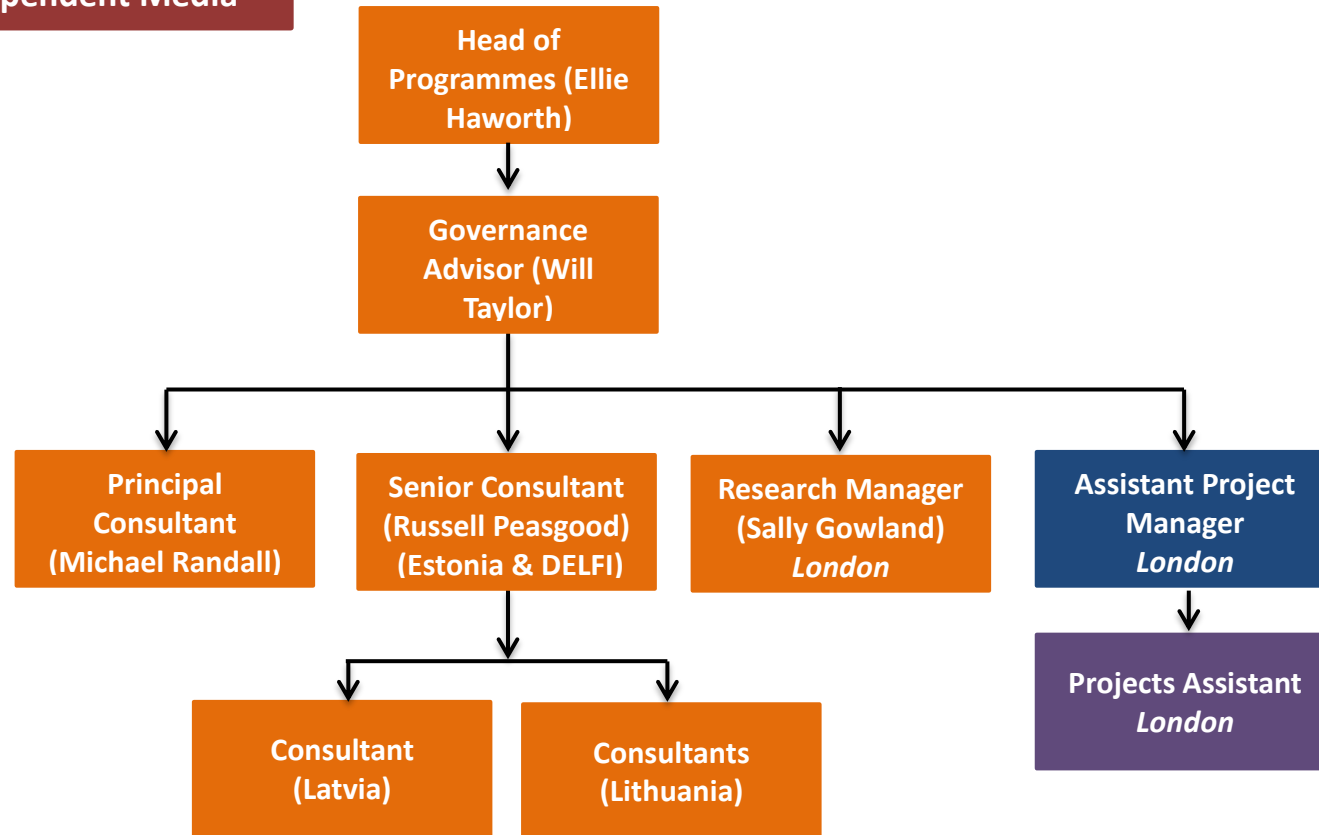 Media
Head of
Programmes (Ellie
Haworth)
Governance
Advisor (Will
Taylor)
Principal
Consultant
(Michael Randall)
Senior Consultant
(Russell Peasgood)
(Estonia & DELFI)
Research Manager
(Sally Gowland)
London
Assistant Project
Manager
London
Projects Assistant
London
Consultant
(Latvia)
Consultants
(Lithuania)